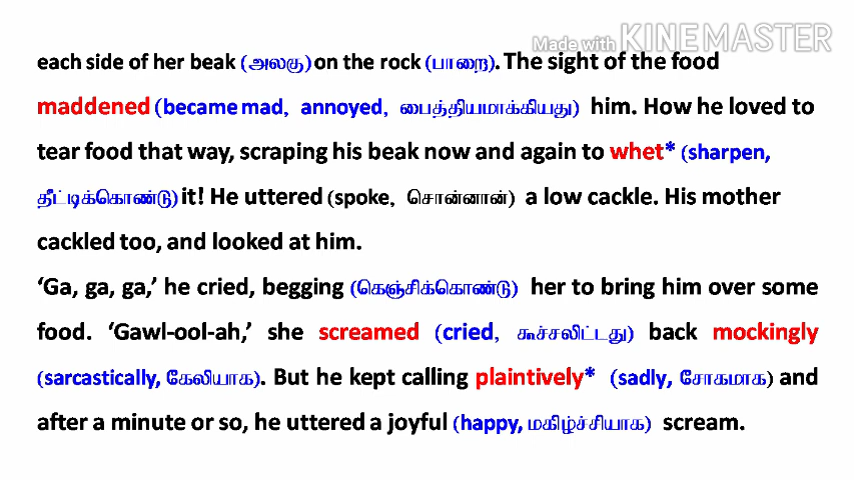 Made with KINEMASTER
each side of her beak (அலகு) on the rock (பாறை). The sight of the food
maddened (became mad, annoyed, பைத்தியமாக்கியது) him. How he loved to
tear food that way, scraping his beak now and again to whet* (sharpen,
தீட்டிக்கொண்டு) it! He uttered (spoke, சொன்னான்) a low cackle. His mother
cackled too, and looked at him.
‘Ga, ga, ga,’ he cried, begging (கெஞ்சிக்கொண்டு) her to bring him over some
food. ‘Gawl-ool-ah,’ she screamed (cried, கூச்சலிட்டது) back mockingly
(sarcastically, கேலியாக). But he kept calling plaintively* (sadly, சோகமாக) and
after a minute or so, he uttered a joyful (happy, மகிழ்ச்சியாக) scream.